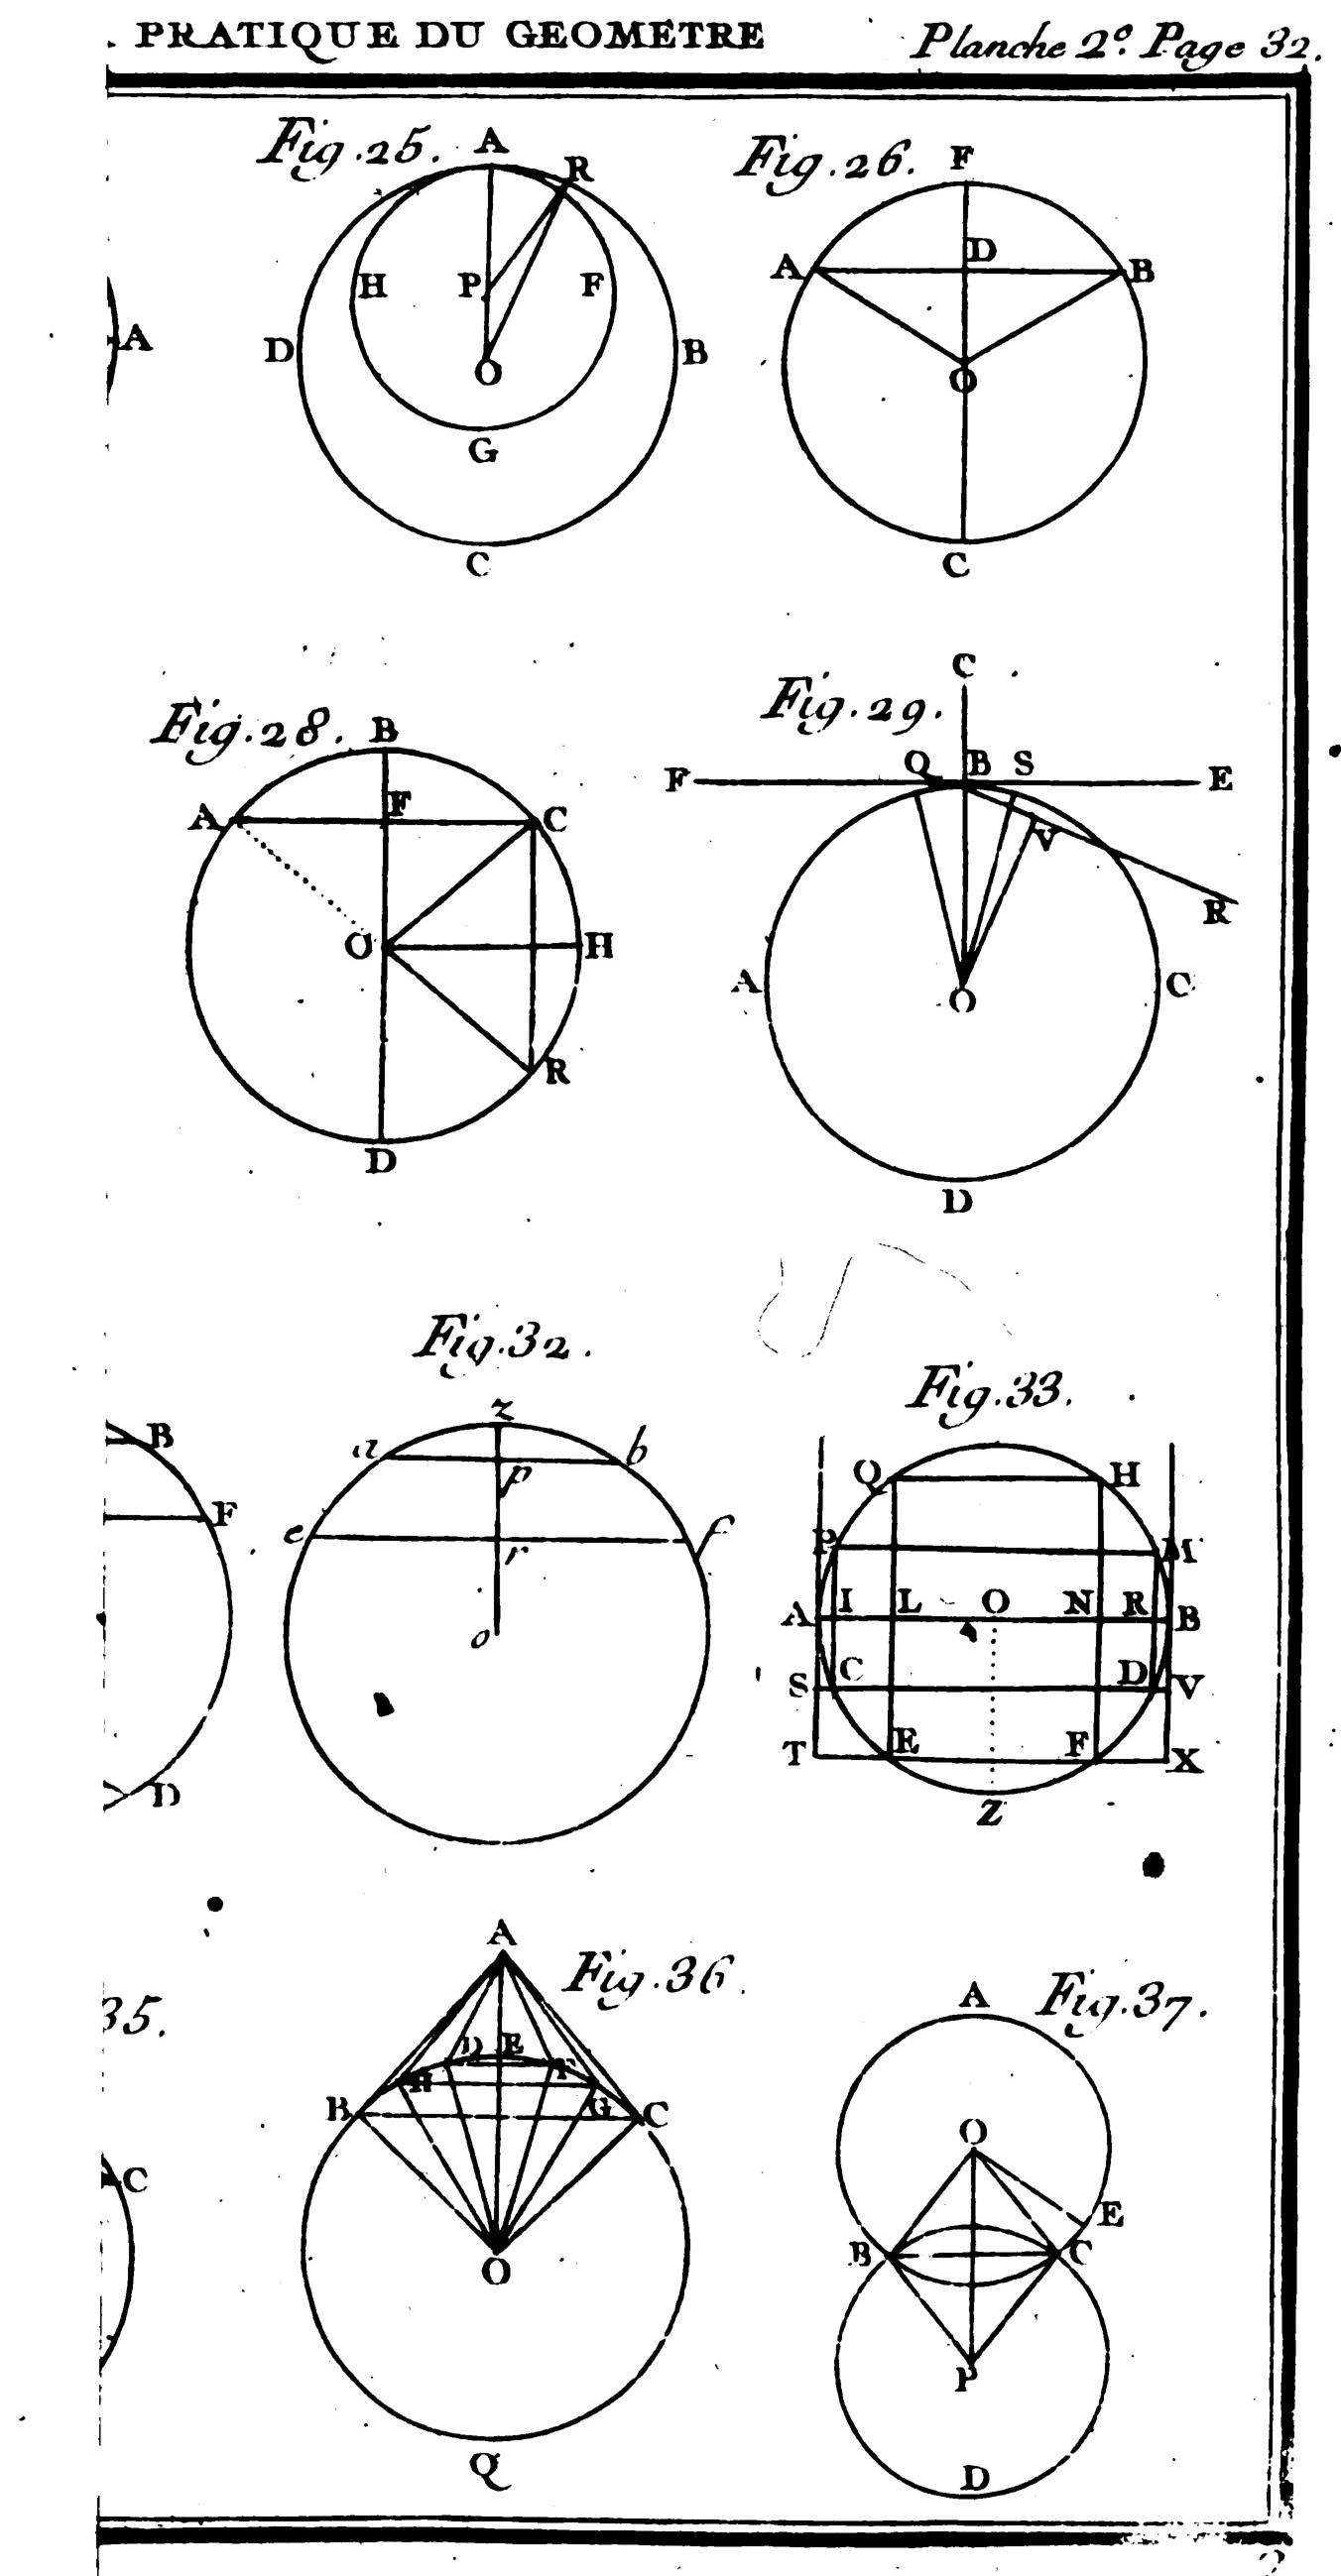 PRATIQUE DU GEOMETRE Planche 2e. Page 32.
Fig. 25. A R
H P F
D O B
G
C
A
Fig. 26. F
A D B
O
C
Fig. 28. B
A F C
O H
R
D
Fig. 29. C
F Q B S E
V
R
A O C
D
B
F
D
Fig. 32.
z
a b
p
e f
r
o
Fig. 33.
Q H
P M
A I L O N R B
S C D V
T E F X
Z
35.
C
Fig. 36.
A
D E F
H G
B C
O
Q
Fig. 37.
A
O
E
B C
P
D